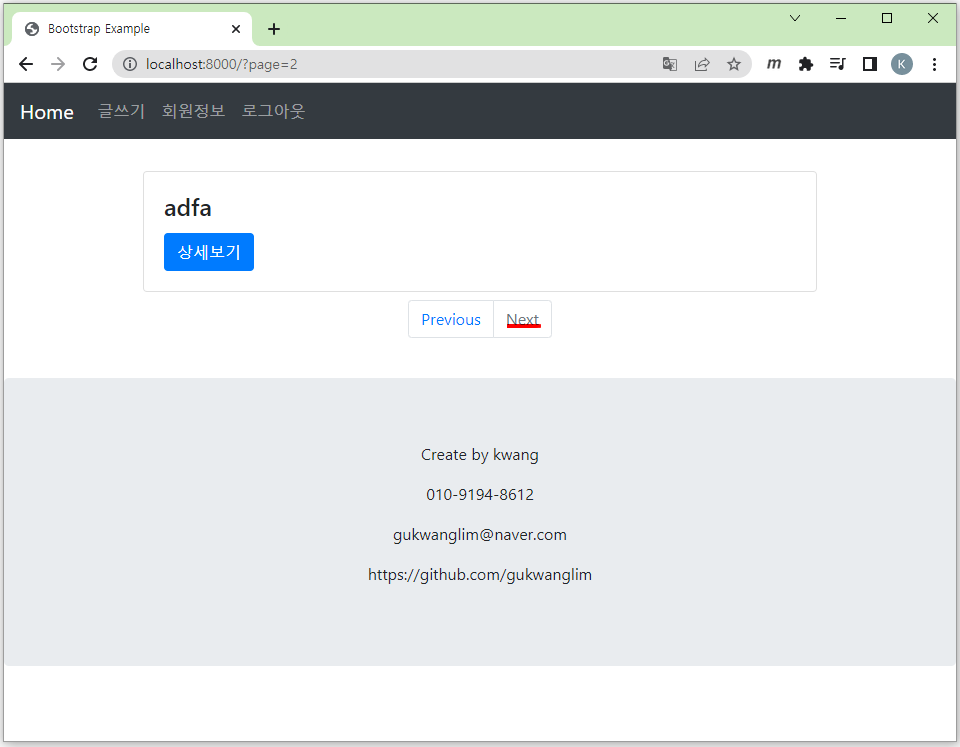 Bootstrap Example
localhost:8000/?page=2
m
K
Home 글쓰기 회원정보 로그아웃
adfa
상세보기
Previous Next
Create by kwang
010-9194-8612
gukwanglim@naver.com
https://github.com/gukwanglim